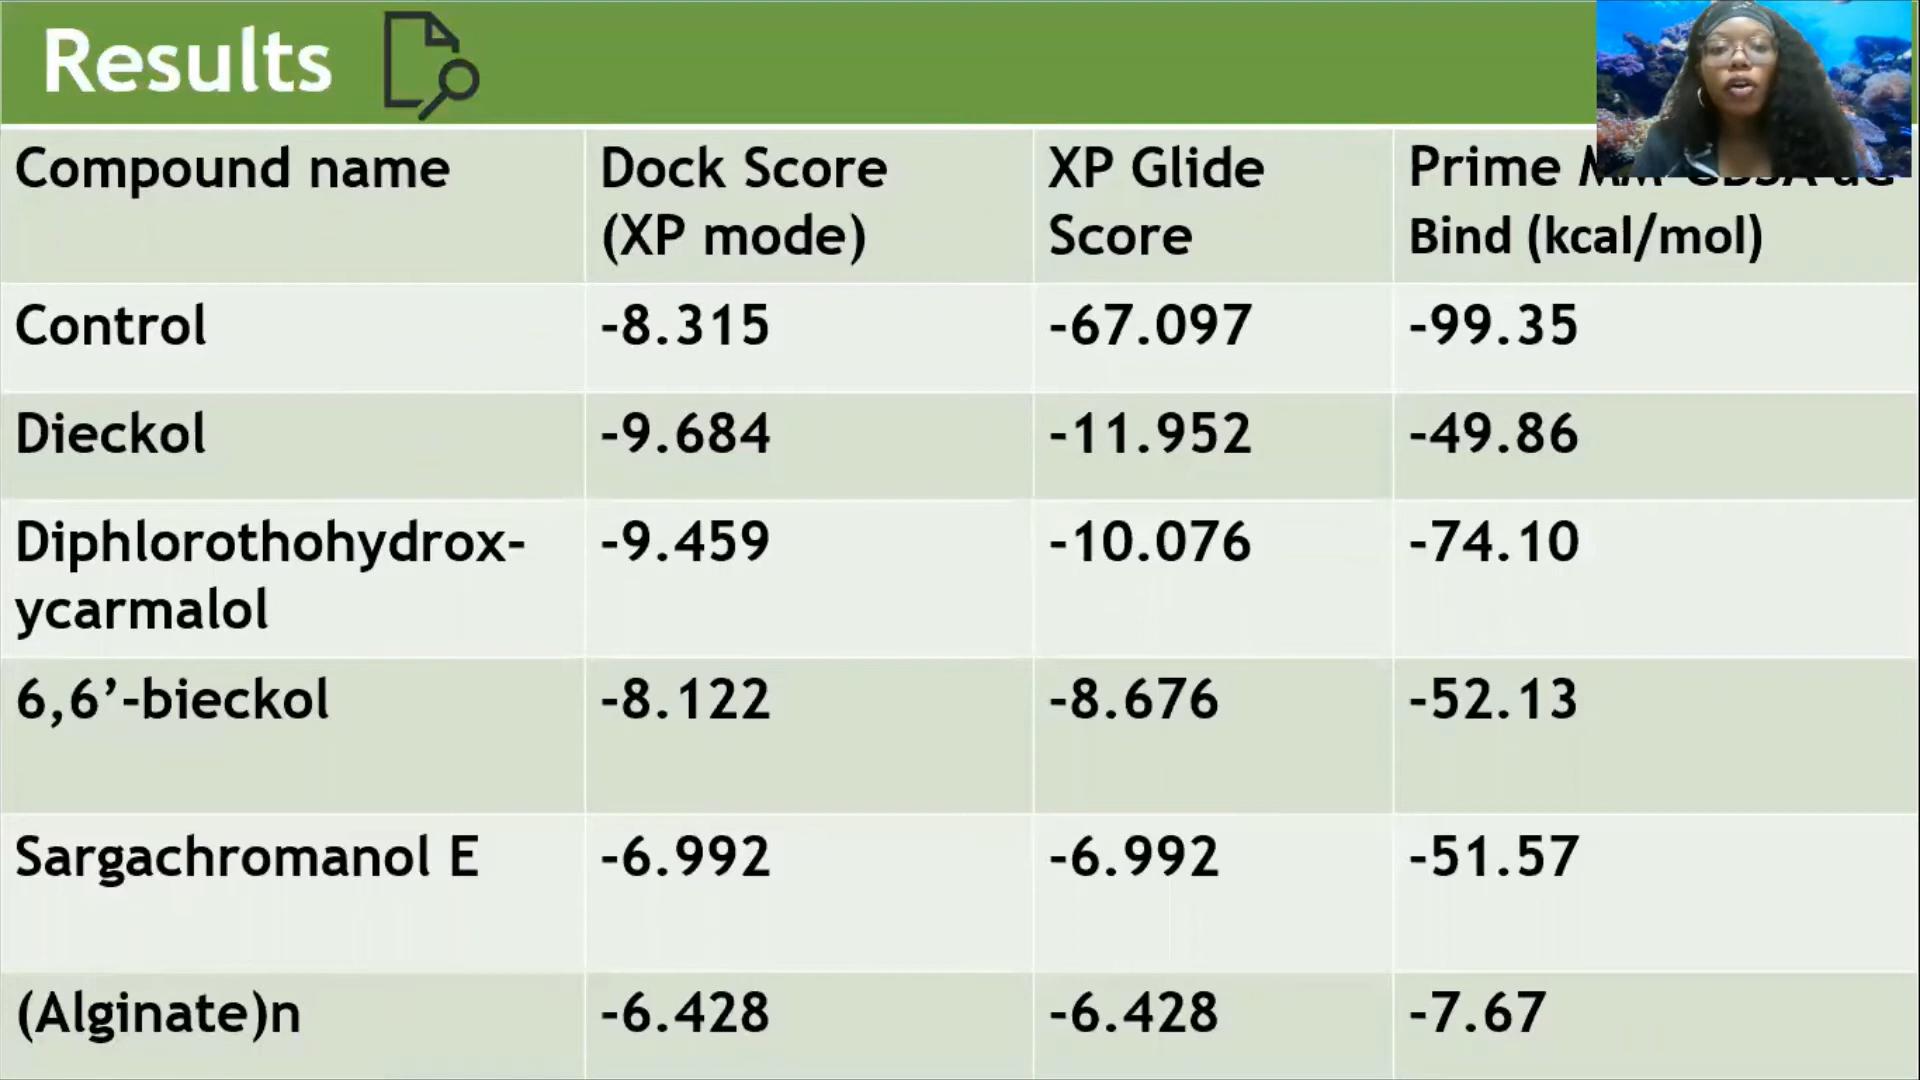 Results
Compound name
Dock Score
(XP mode)
XP Glide
Score
Prime
Bind (kcal/mol)
Control
-8.315
-67.097
-99.35
Dieckol
-9.684
-11.952
-49.86
Diphlorothohydrox-
ycarmalol
-9.459
-10.076
-74.10
6,6’-bieckol
-8.122
-8.676
-52.13
Sargachromanol E
-6.992
-6.992
-51.57
(Alginate)n
-6.428
-6.428
-7.67